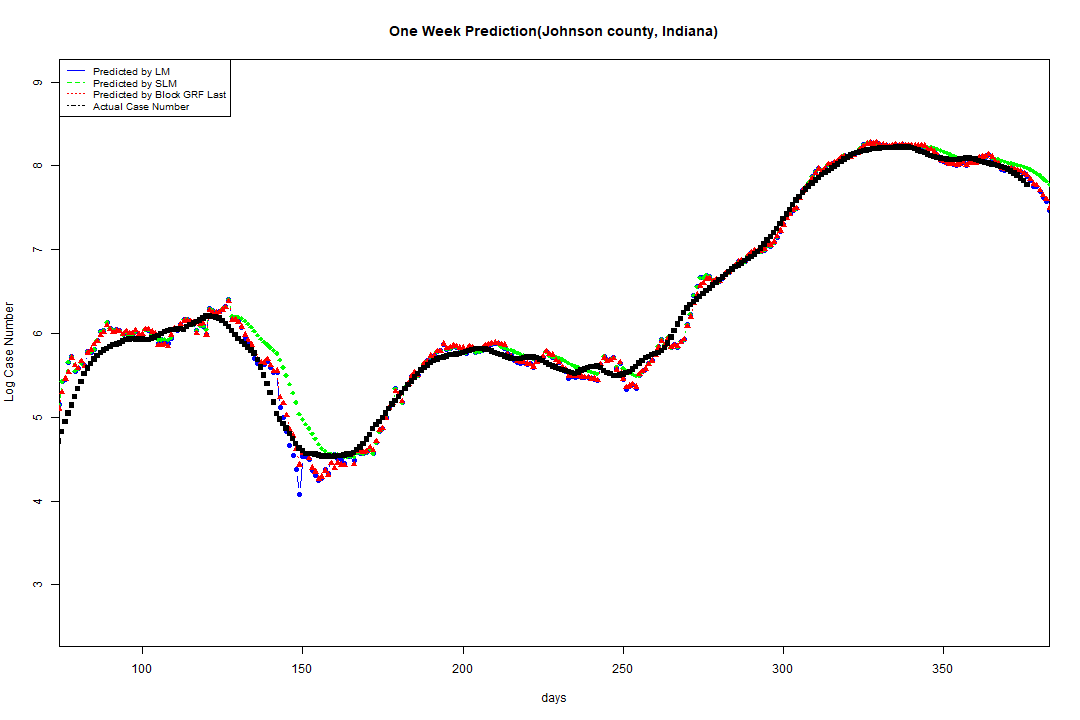 One Week Prediction(Johnson county, Indiana)
Predicted by LM
Predicted by SLM
Predicted by Block GRF Last
Actual Case Number
9
8
7
6
5
4
3
Log Case Number
100 150 200 250 300 350
days